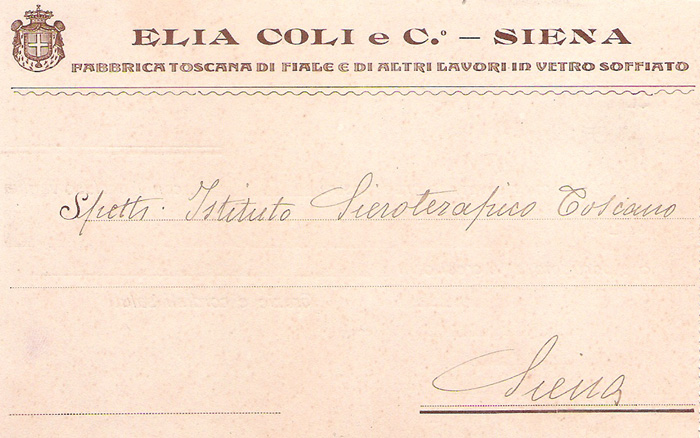 ELIA COLI e C.º – SIENA
FABBRICA TOSCANA DI FIALE E DI ALTRI LAVORI IN VETRO SOFFIATO
Spett. Istituto Sieroterapico Toscano
Siena